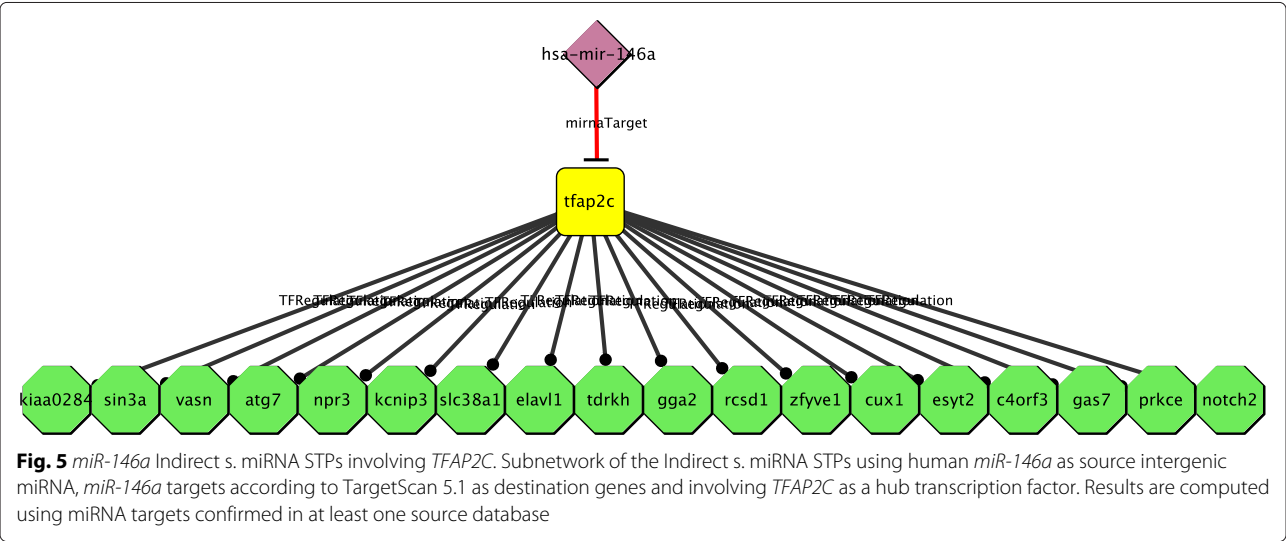 hsa-mir-146a
mirnaTarget
tfap2c
TFRegulation
kiaa0284 sin3a vasn atg7 npr3 kcnip3 slc38a1 elavl1 tdrkh gga2 rcsd1 zfyve1 cux1 esyt2 c4orf3 gas7 prkce notch2
Fig. 5 miR-146a Indirect s. miRNA STPs involving TFAP2C. Subnetwork of the Indirect s. miRNA STPs using human miR-146a as source intergenic
miRNA, miR-146a targets according to TargetScan 5.1 as destination genes and involving TFAP2C as a hub transcription factor. Results are computed
using miRNA targets confirmed in at least one source database